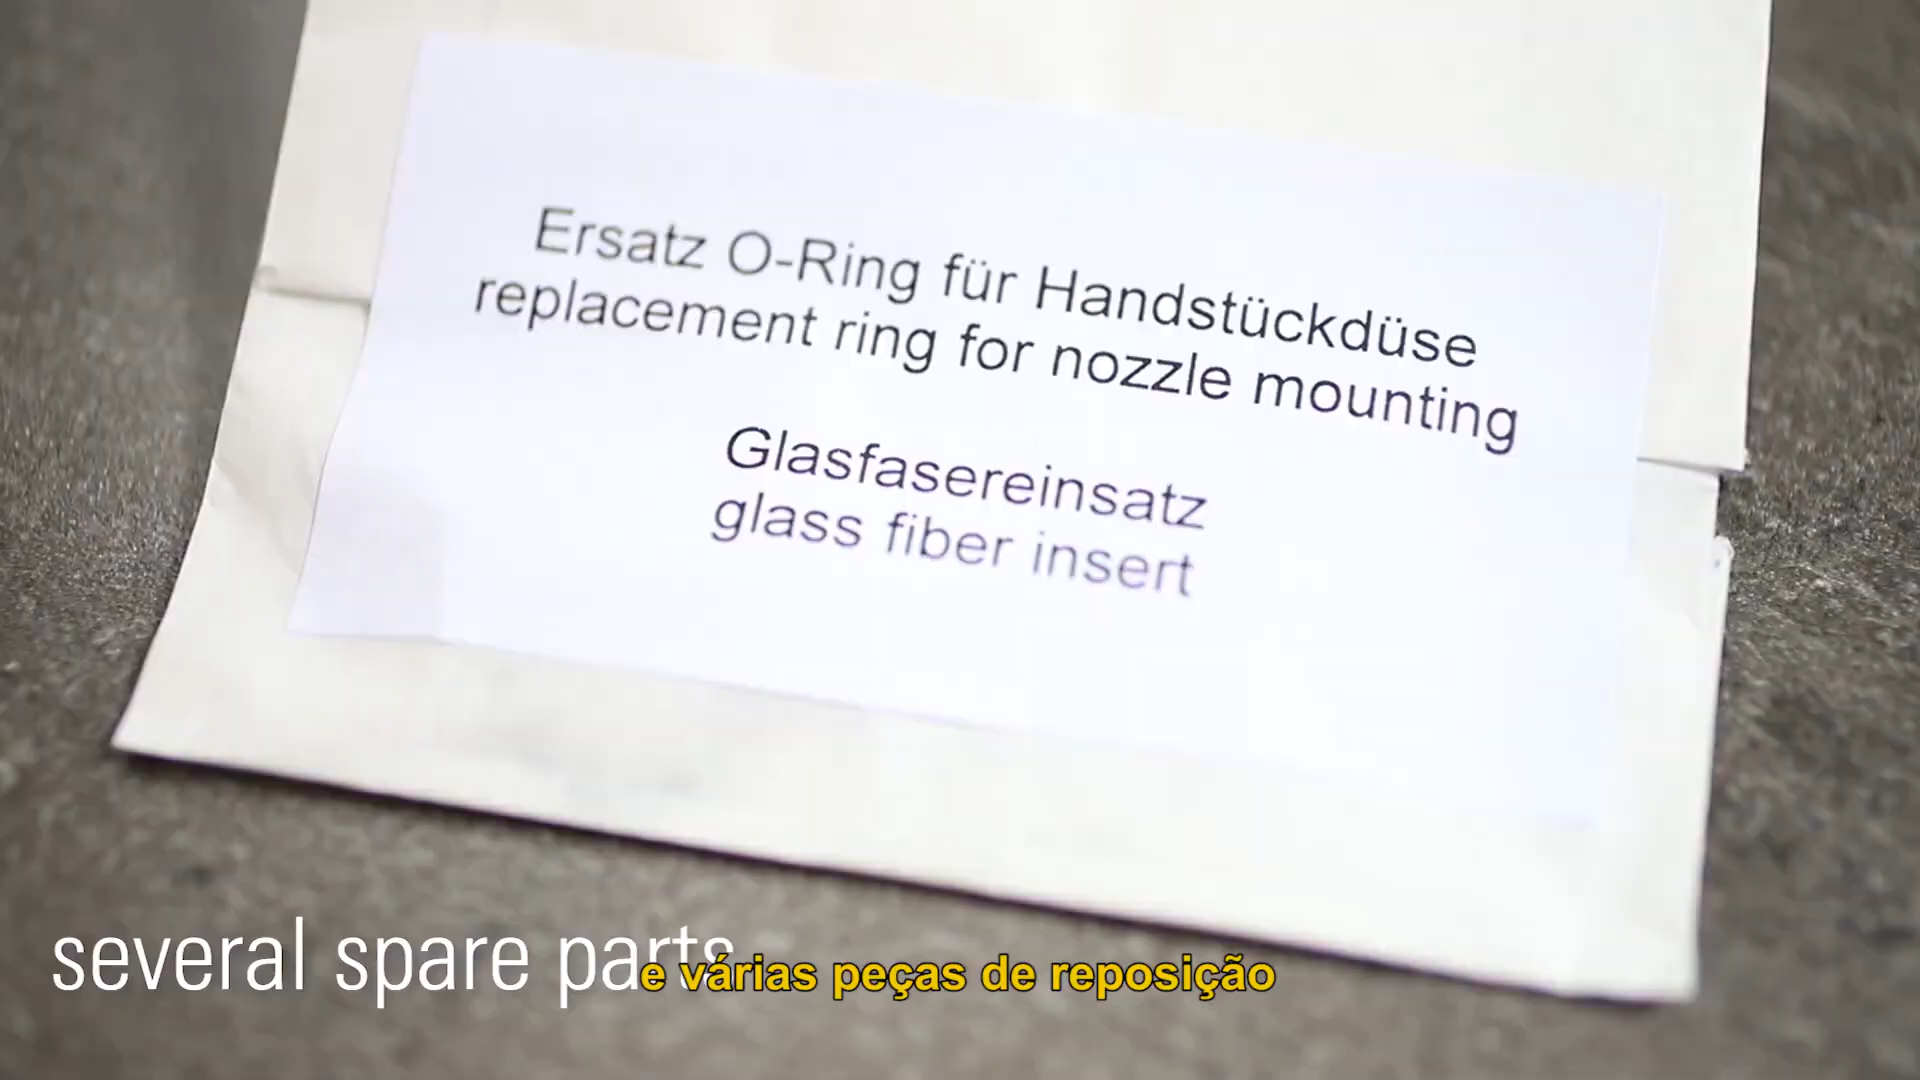 Ersatz O-Ring für Handstückdüse
replacement ring for nozzle mounting
Glasfasereinsatz
glass fiber insert
several spare parts
e várias peças de reposição